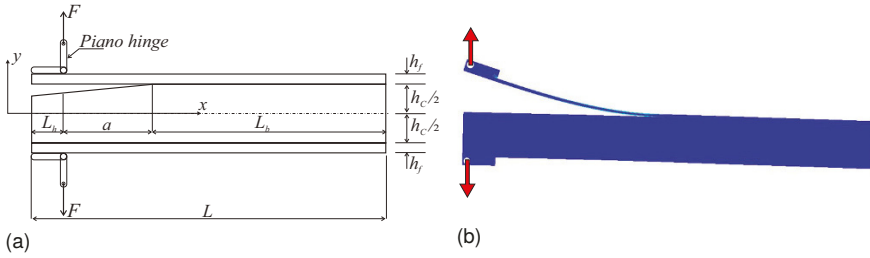 F
Piano hinge
y
h_f
h_C/2
x
L_h
a
L_b
h_C/2
h_f
F
L
(a)
(b)